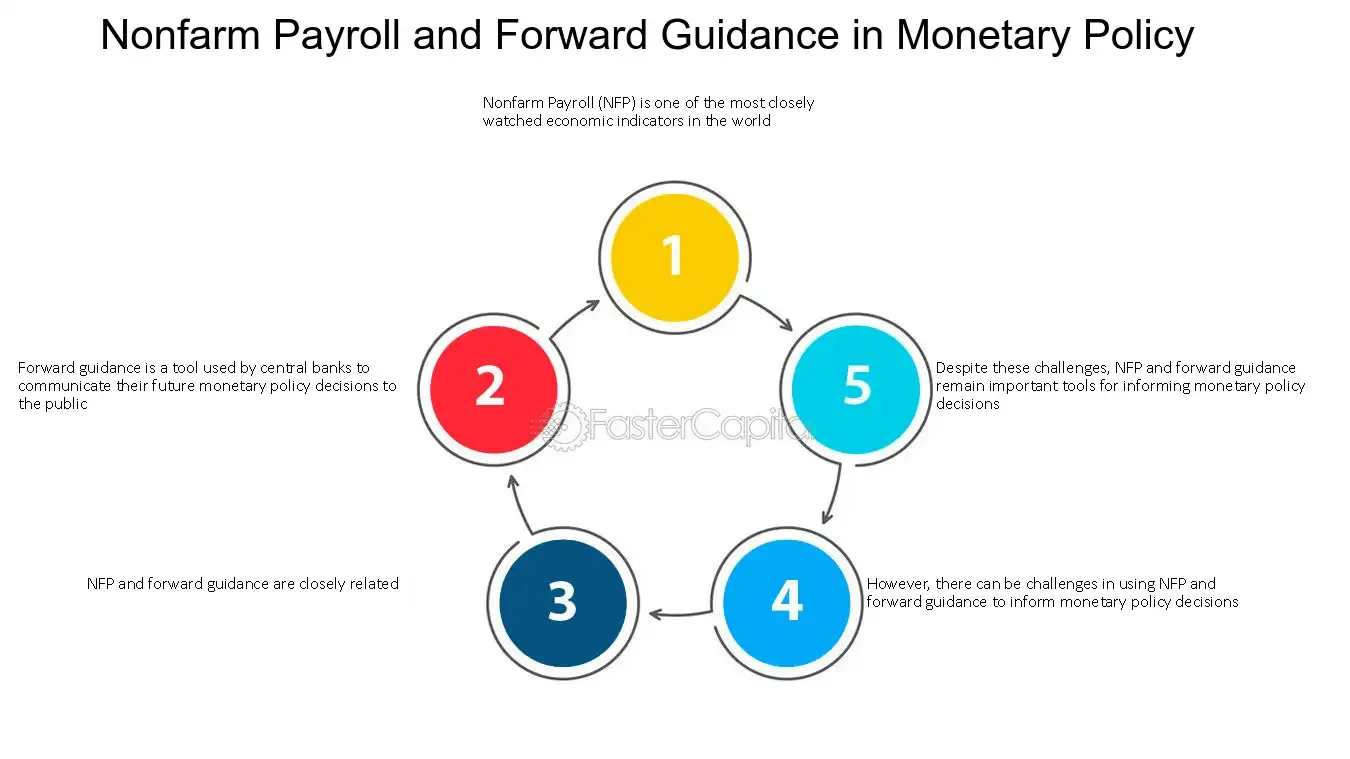 Nonfarm Payroll and Forward Guidance in Monetary Policy
Nonfarm Payroll (NFP) is one of the most closely
watched economic indicators in the world
1
2
Forward guidance is a tool used by central banks to
communicate their future monetary policy decisions to
the public
3
NFP and forward guidance are closely related
4
However, there can be challenges in using NFP and
forward guidance to inform monetary policy decisions
5
Despite these challenges, NFP and forward guidance
remain important tools for informing monetary policy
decisions
FasterCapital